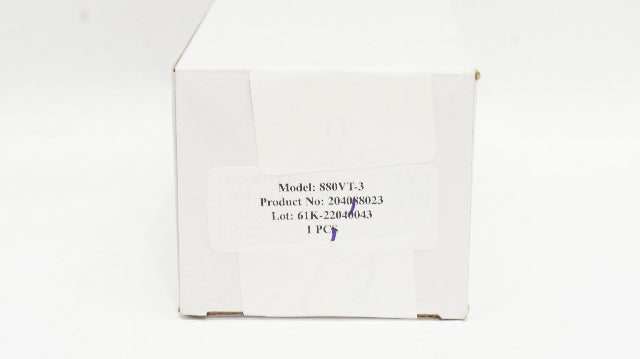 Model: 880VT-3
Product No: 204088023
Lot: 61K-22040043
1 PCS